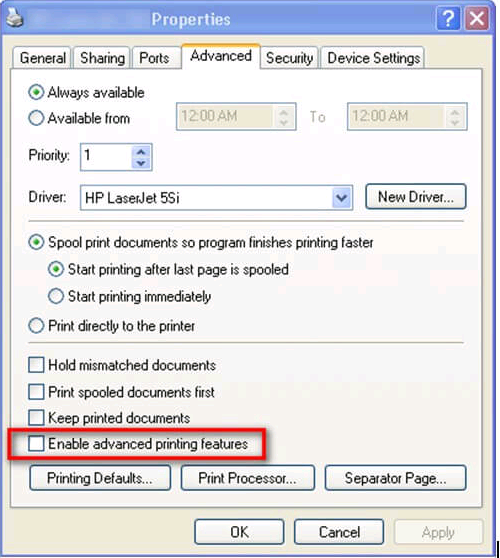 Properties
General Sharing Ports Advanced Security Device Settings
Always available
Available from 12:00 AM To 12:00 AM
Priority: 1
Driver: HP LaserJet 5Si New Driver...
Spool print documents so program finishes printing faster
Start printing after last page is spooled
Start printing immediately
Print directly to the printer
Hold mismatched documents
Print spooled documents first
Keep printed documents
Enable advanced printing features
Printing Defaults... Print Processor... Separator Page...
OK Cancel Apply